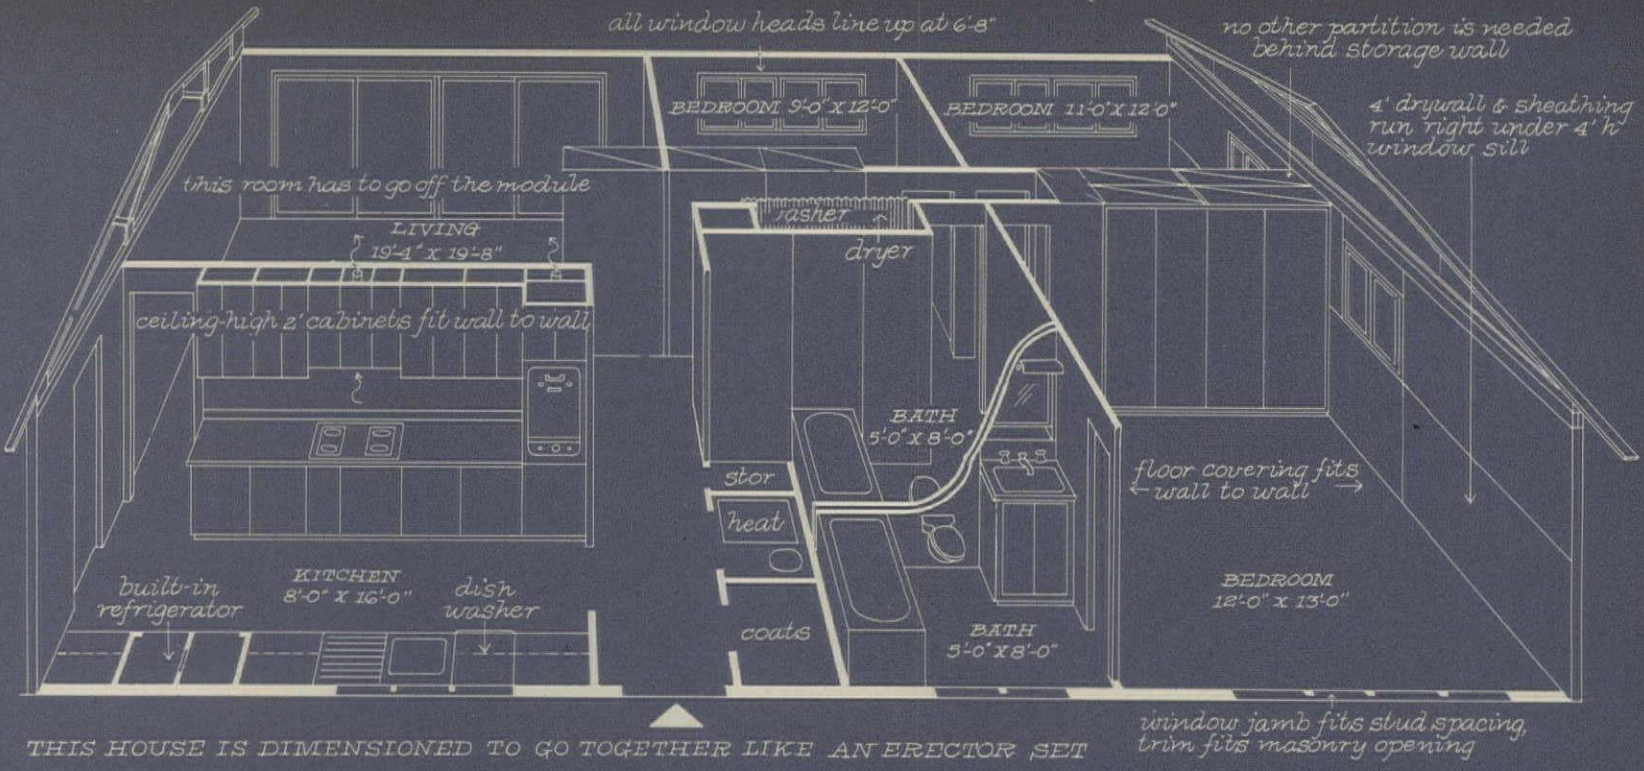 all window heads line up at 6'-8"
no other partition is needed
behind storage wall
BEDROOM 9'-0" X 12'-0"
BEDROOM 11'-0" X 12'-0"
4' drywall & sheathing
run right under 4' h
window sill
this room has to go off the module
LIVING
19'-4" X 19'-8"
washer
dryer
ceiling-high 2' cabinets fit wall to wall
BATH
5'-0" X 8'-0"
stor
floor covering fits
wall to wall
heat
KITCHEN
8'-0" X 16'-0"
built-in
refrigerator
dish
washer
BEDROOM
12'-0" X 13'-0"
coats
BATH
5'-0" X 8'-0"
window jamb fits stud spacing,
trim fits masonry opening
THIS HOUSE IS DIMENSIONED TO GO TOGETHER LIKE AN ERECTOR SET